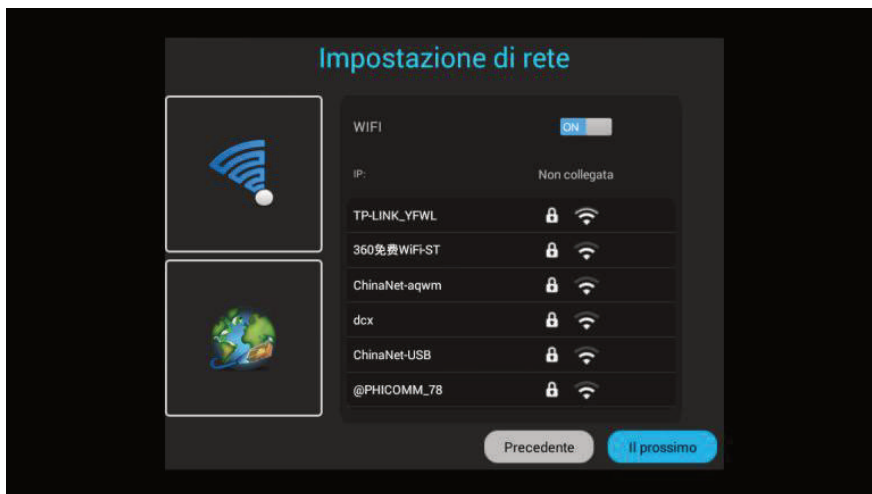 Impostazione di rete
WIFI ON
IP: Non collegata
TP-LINK_YFWL
360免费WiFi-ST
ChinaNet-aqwm
dcx
ChinaNet-USB
@PHICOMM_78
Precedente Il prossimo